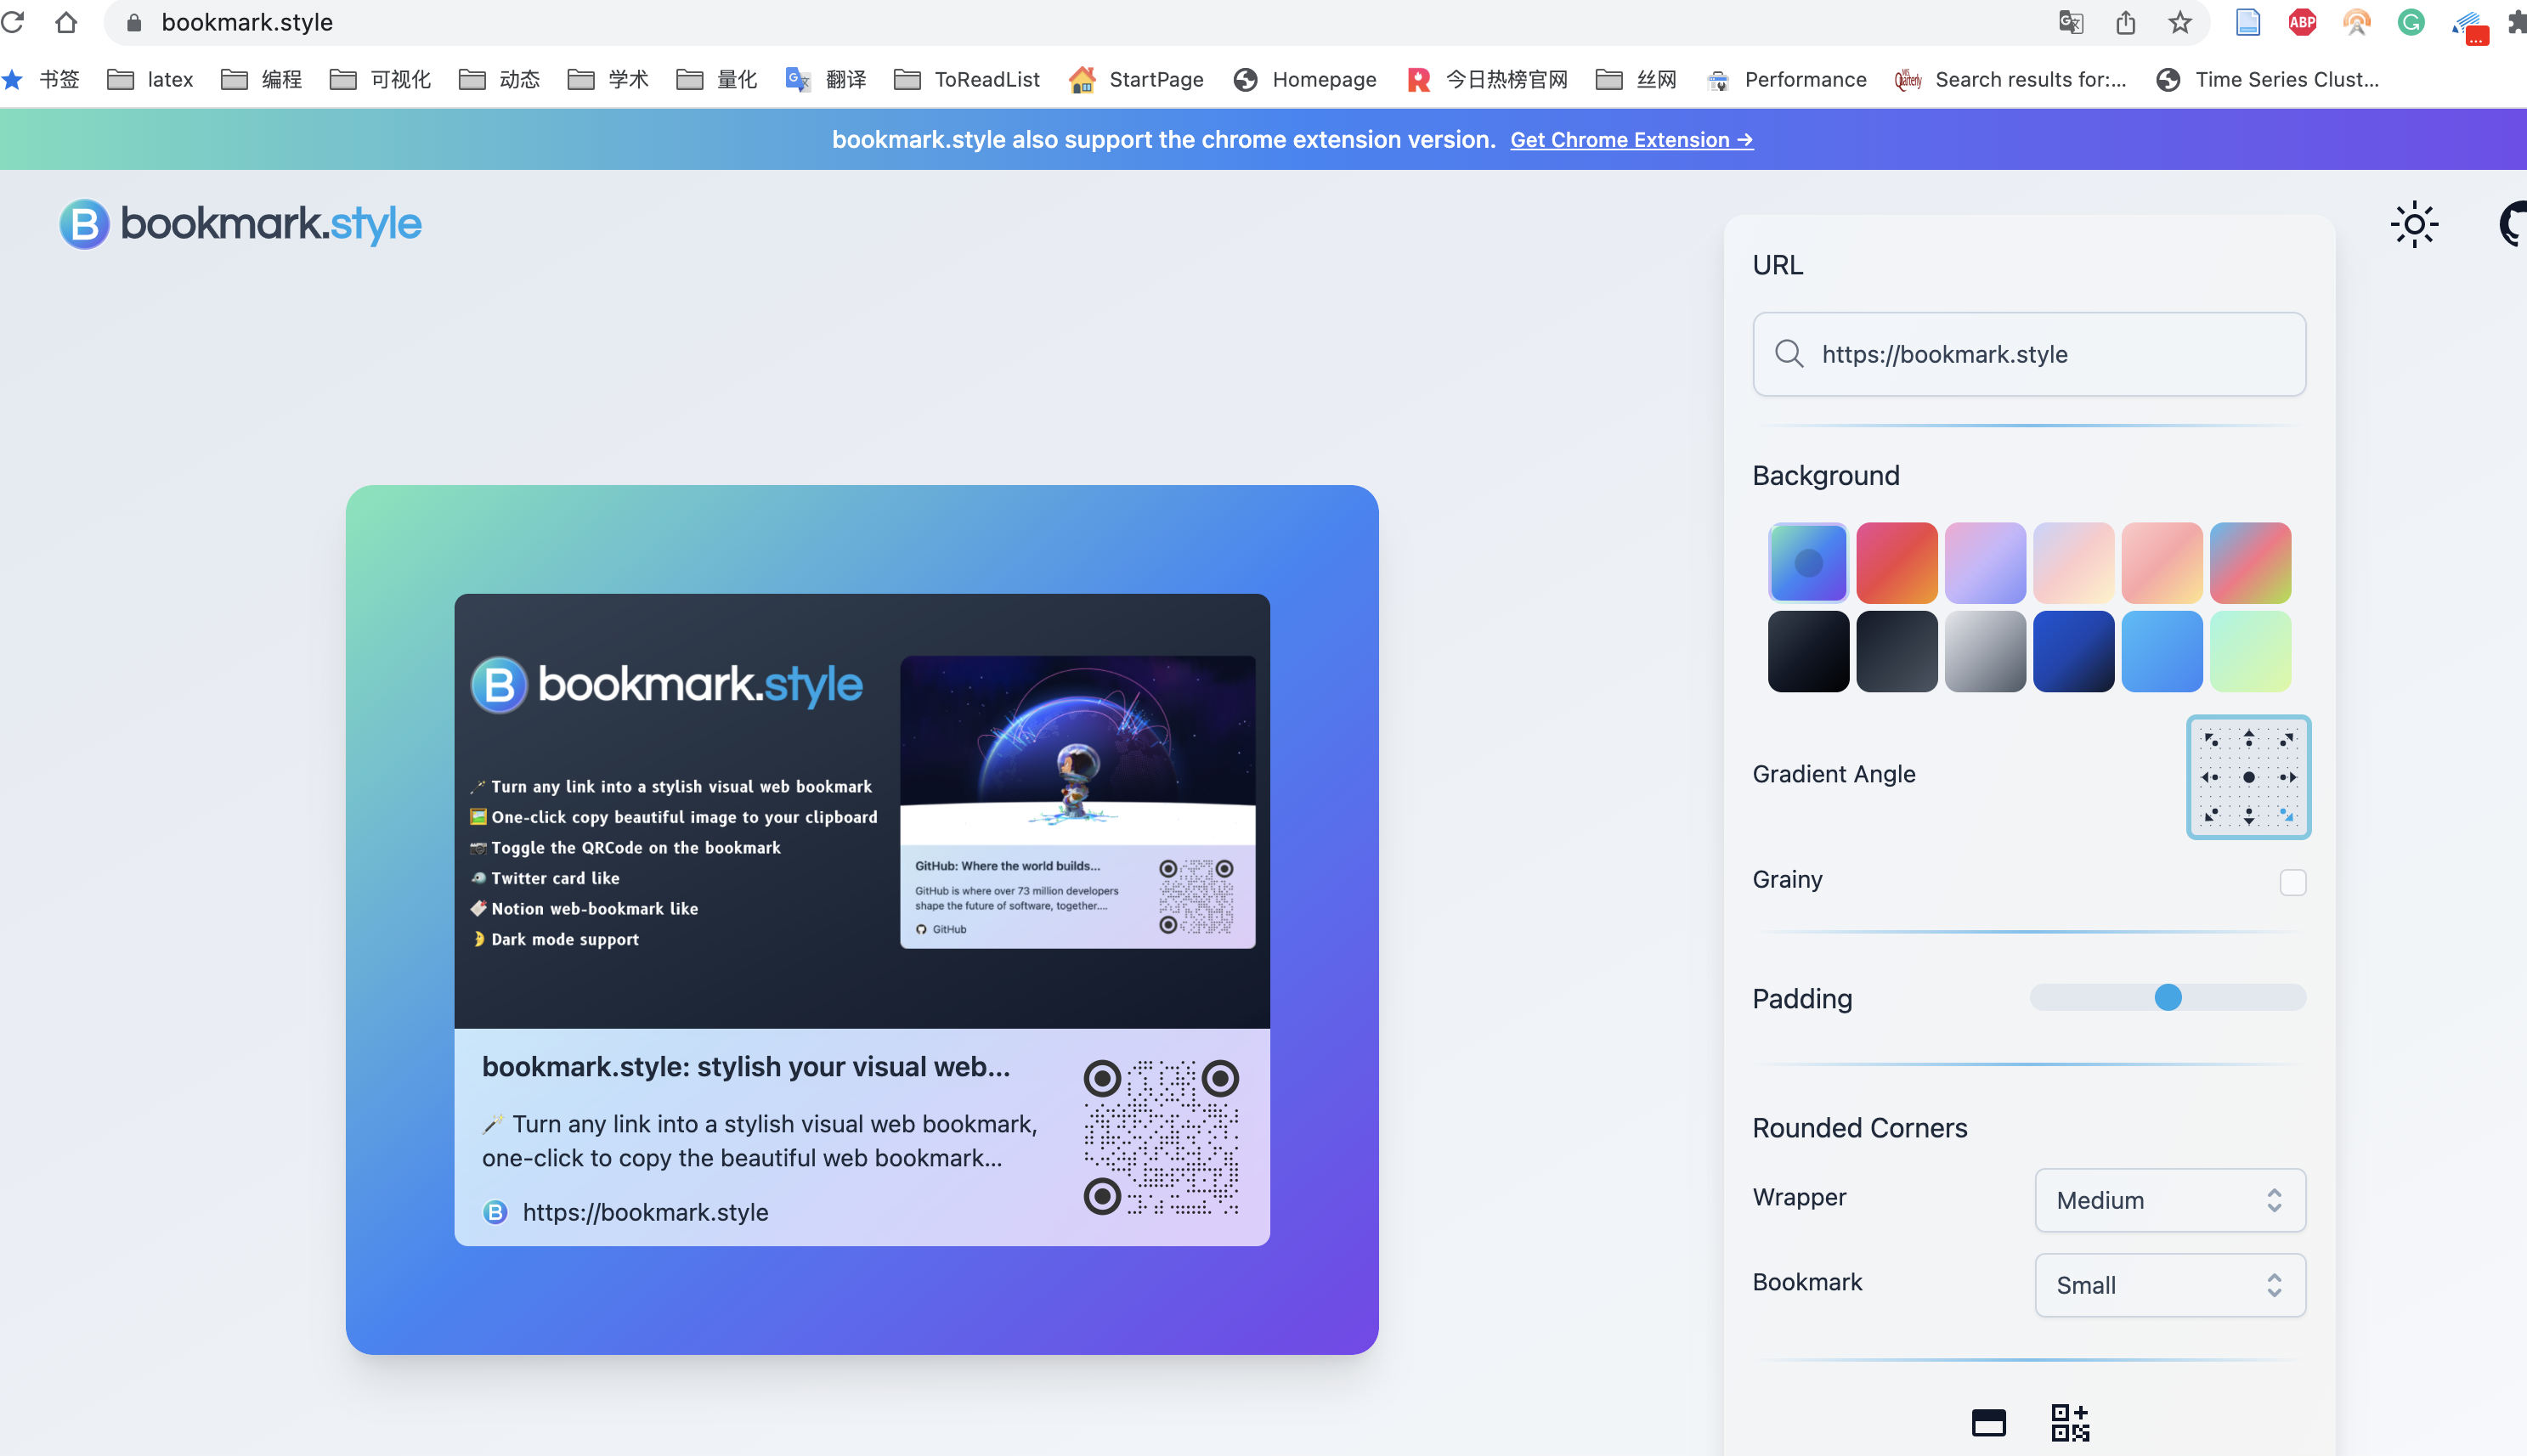 bookmark.style
书签 latex 编程 可视化 动态 学术 量化 翻译 ToReadList StartPage Homepage 今日热榜官网 丝网 Performance Search results for:... Time Series Clust...
ABP
bookmark.style also support the chrome extension version. Get Chrome Extension →
B bookmark.style
URL
https://bookmark.style
Background
Gradient Angle
Grainy
Padding
Rounded Corners
Wrapper
Medium
Bookmark
Small
B bookmark.style
Turn any link into a stylish visual web bookmark
One-click copy beautiful image to your clipboard
Toggle the QRCode on the bookmark
Twitter card like
Notion web-bookmark like
Dark mode support
GitHub: Where the world builds...
GitHub is where over 73 million developers
shape the future of software, together....
GitHub
bookmark.style: stylish your visual web...
Turn any link into a stylish visual web bookmark,
one-click to copy the beautiful web bookmark...
B https://bookmark.style